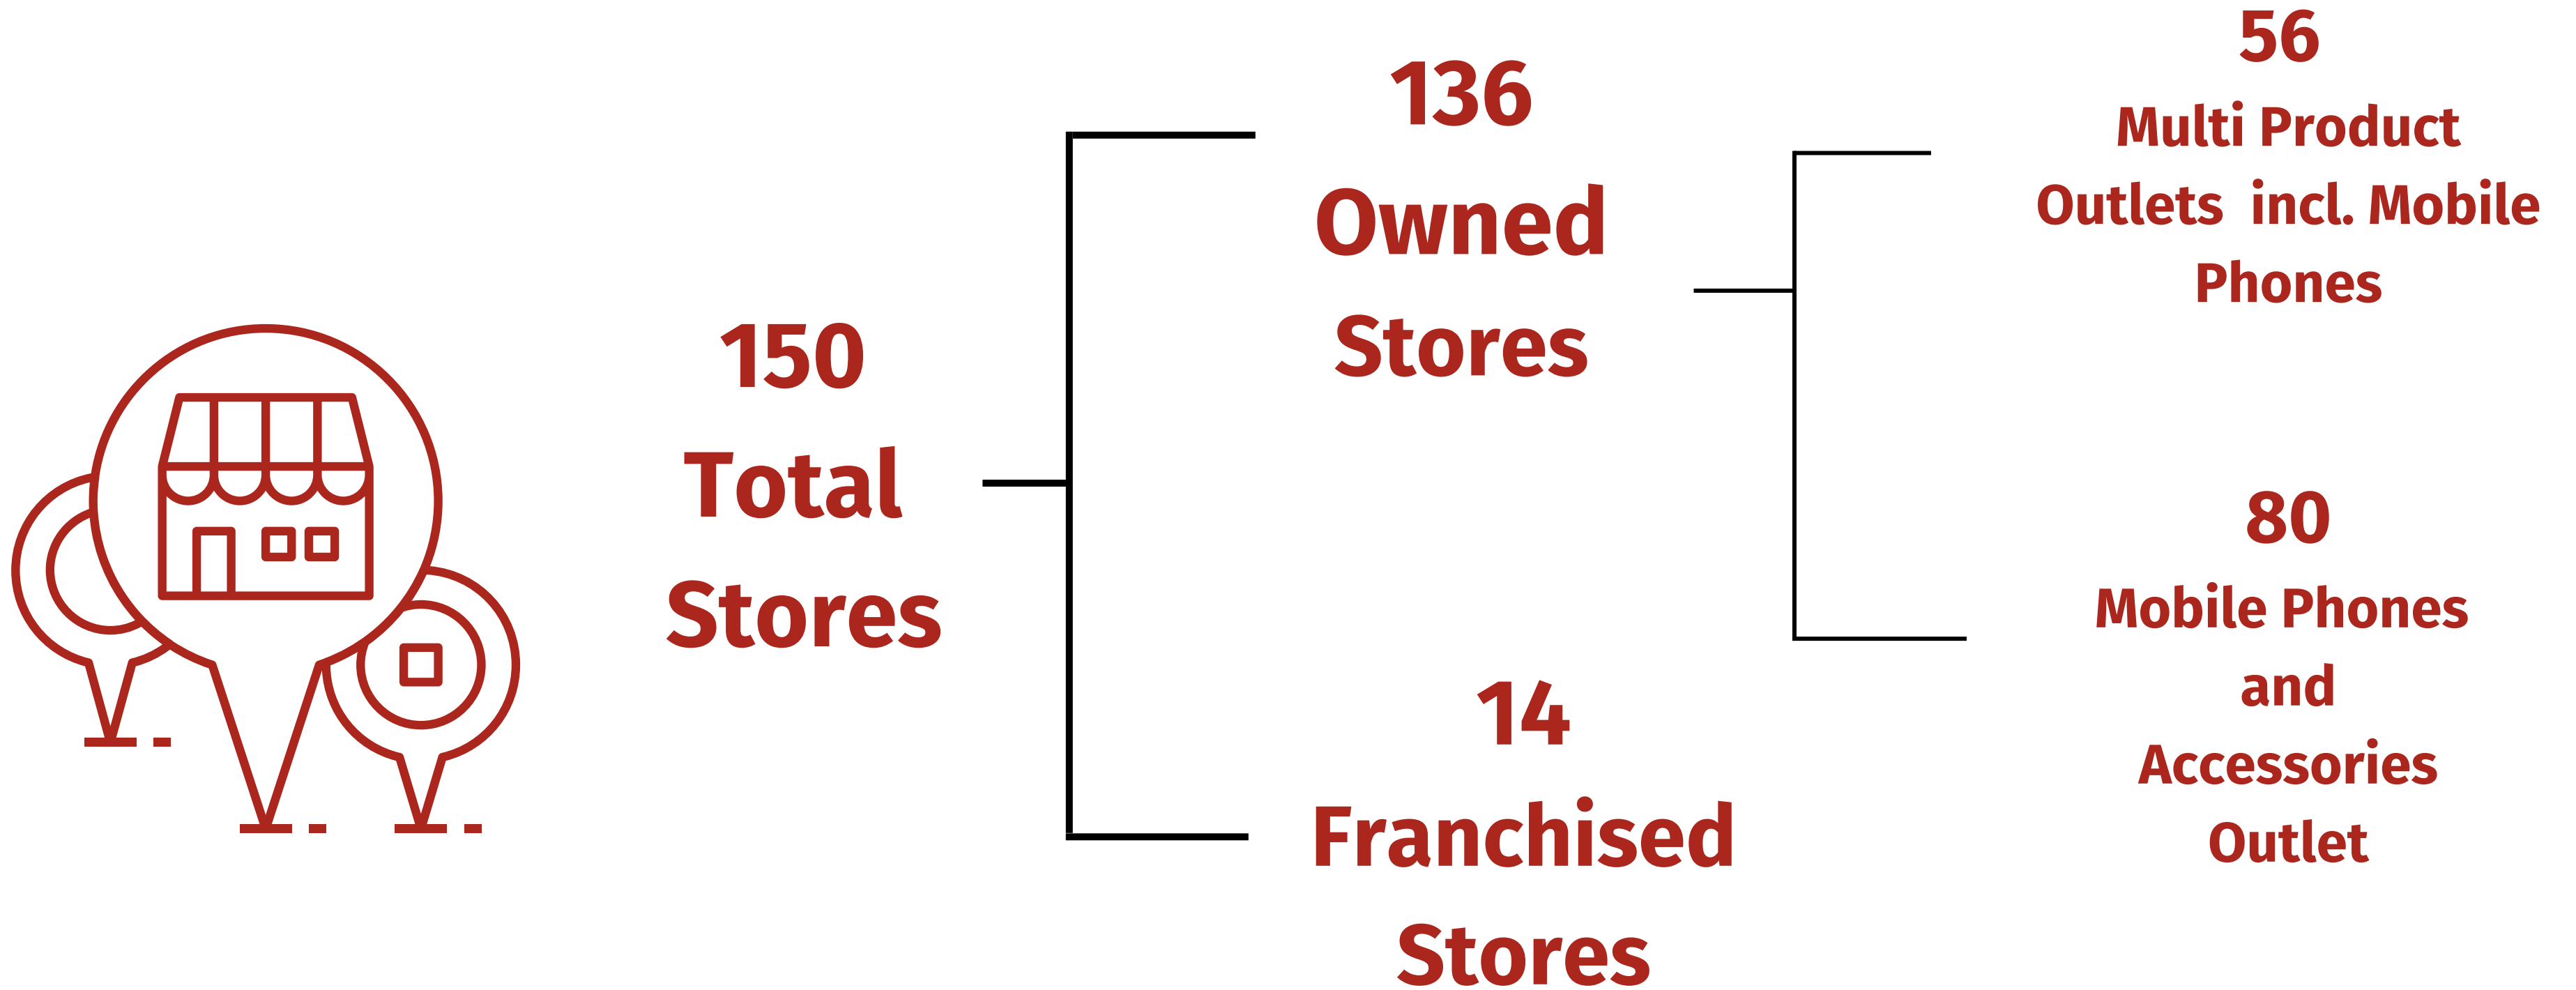 150
Total
Stores
136
Owned
Stores
14
Franchised
Stores
56
Multi Product
Outlets incl. Mobile
Phones
80
Mobile Phones
and
Accessories
Outlet